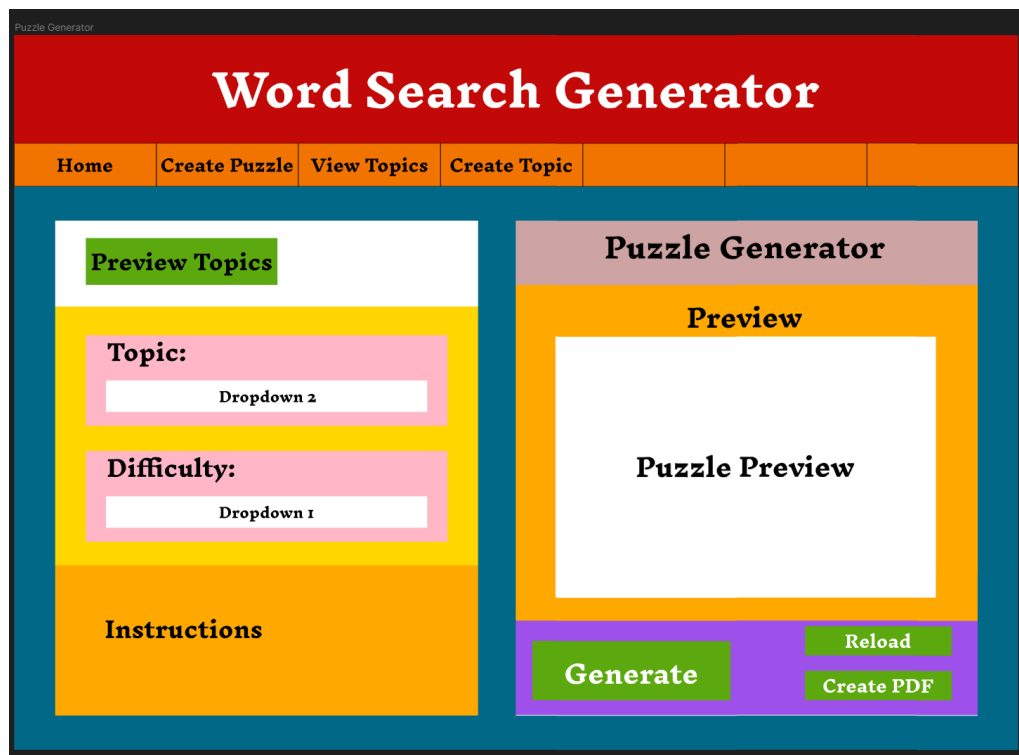 Puzzle Generator
Word Search Generator
Home
Create Puzzle
View Topics
Create Topic
Preview Topics
Topic:
Dropdown 2
Difficulty:
Dropdown 1
Instructions
Puzzle Generator
Preview
Puzzle Preview
Generate
Reload
Create PDF